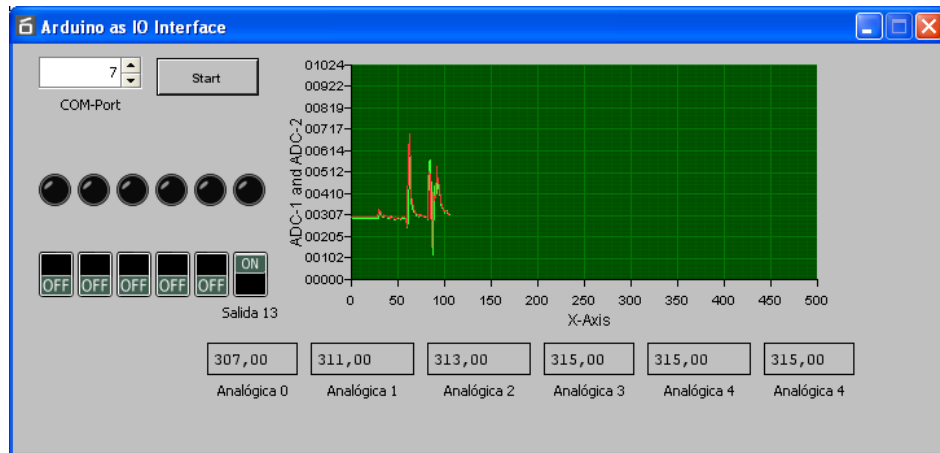 Arduino as IO Interface
7
Start
COM-Port
01024
00922
00819
00717
00614
00512
00410
00307
00205
00102
00000
ADC-1 and ADC-2
0 50 100 150 200 250 300 350 400 450 500
X-Axis
OFF OFF OFF OFF OFF ON
Salida 13
307,00 311,00 313,00 315,00 315,00 315,00
Analógica 0 Analógica 1 Analógica 2 Analógica 3 Analógica 4 Analógica 4